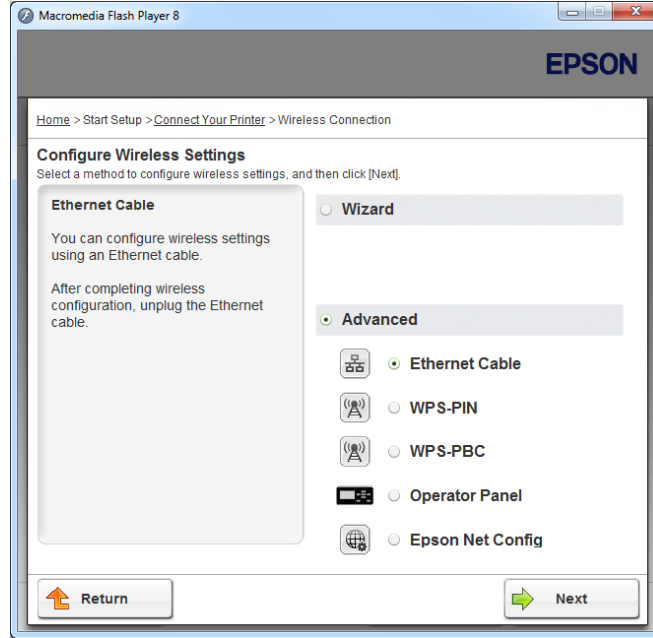 Macromedia Flash Player 8
EPSON
Home > Start Setup >Connect Your Printer > Wireless Connection
Configure Wireless Settings
Select a method to configure wireless settings, and then click [Next].
Ethernet Cable
You can configure wireless settings
using an Ethernet cable.
After completing wireless
configuration, unplug the Ethernet
cable.
Wizard
Advanced
Ethernet Cable
WPS-PIN
WPS-PBC
Operator Panel
Epson Net Config
Return
Next